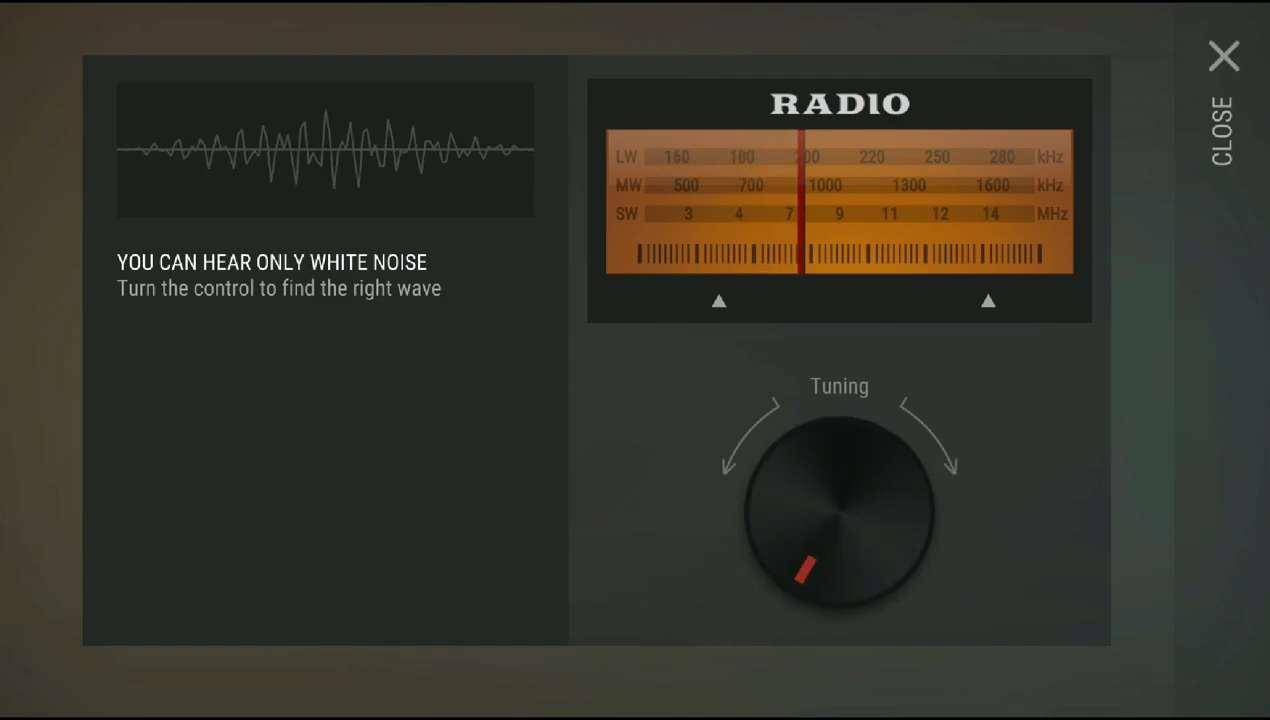 CLOSE
RADIO
LW 160 180 200 220 250 280 kHz
MW 500 700 1000 1300 1600 kHz
SW 3 4 7 9 11 12 14 MHz
YOU CAN HEAR ONLY WHITE NOISE
Turn the control to find the right wave
Tuning